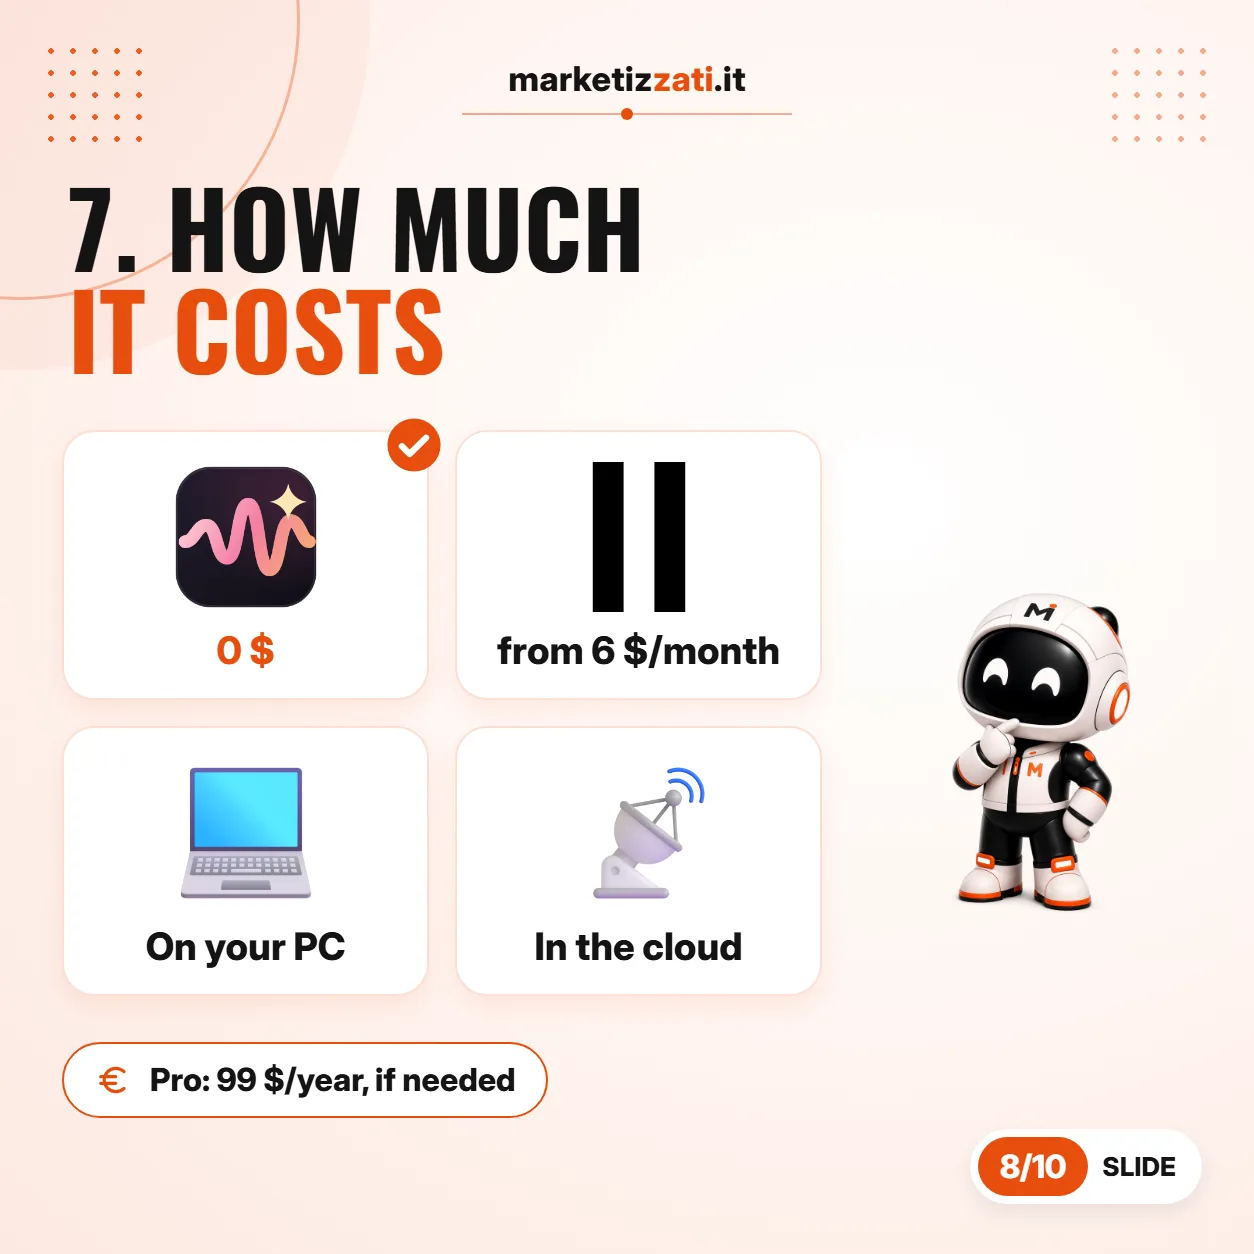 marketizzati.it
7. HOW MUCH
IT COSTS
0 $
from 6 $/month
On your PC
In the cloud
€ Pro: 99 $/year, if needed
8/10 SLIDE
M
M